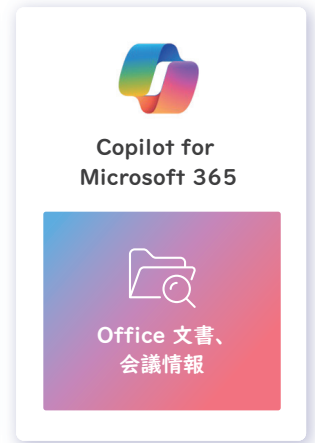 Copilot for
Microsoft 365
Office 文書、
会議情報